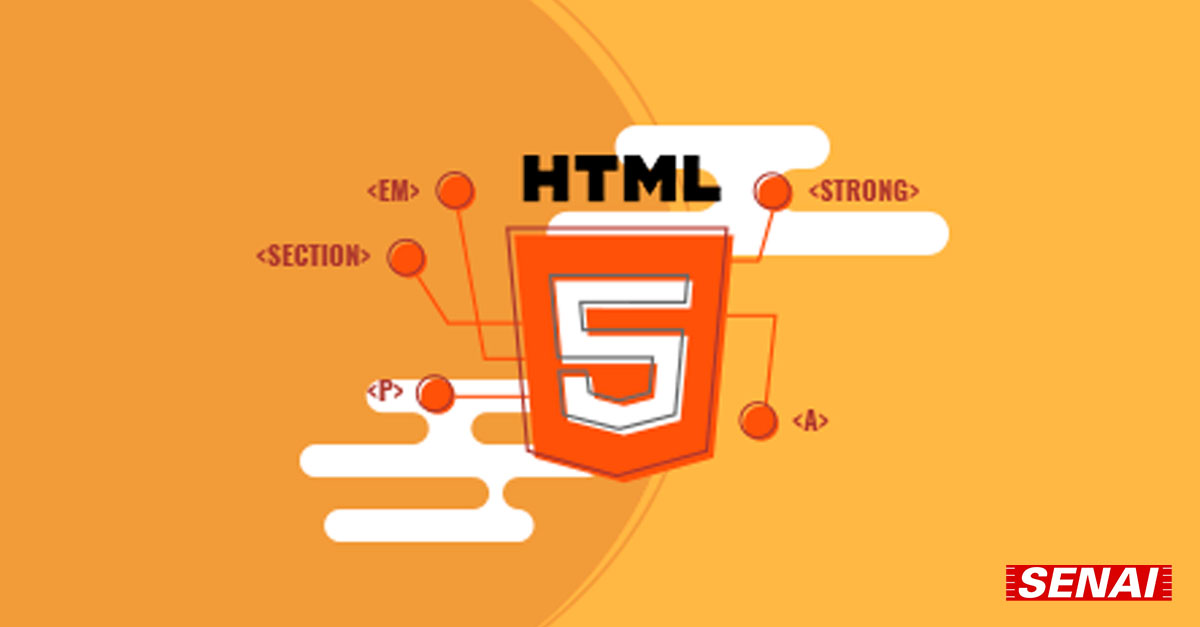 HTML
<EM>
<STRONG>
<SECTION>
5
<P>
<A>
SENAI